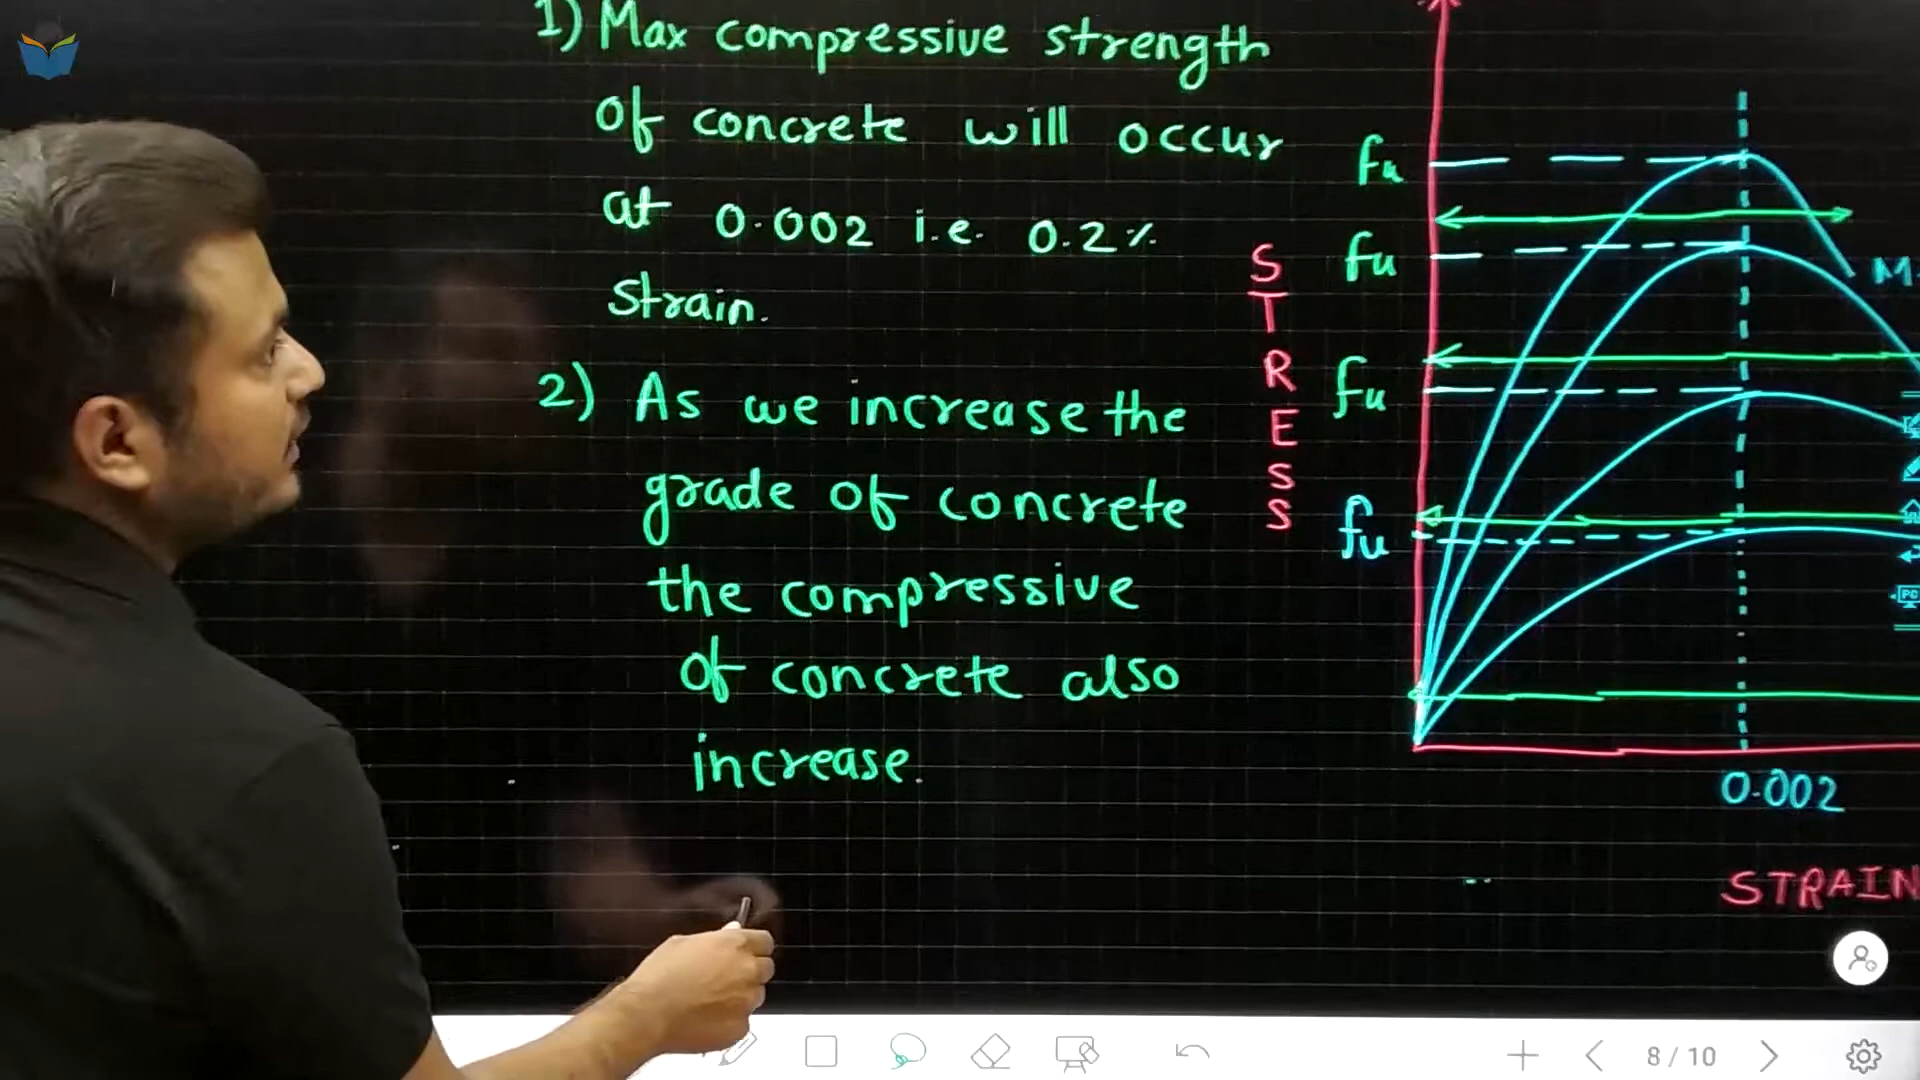 1) Max compressive strength
of concrete will occur
at 0.002 i.e. 0.2%
strain.
2) As we increase the
grade of concrete
the compressive
of concrete also
increase.
STRESS
fu
fu
fu
fu
M
0.002
STRAIN
PC
8 / 10